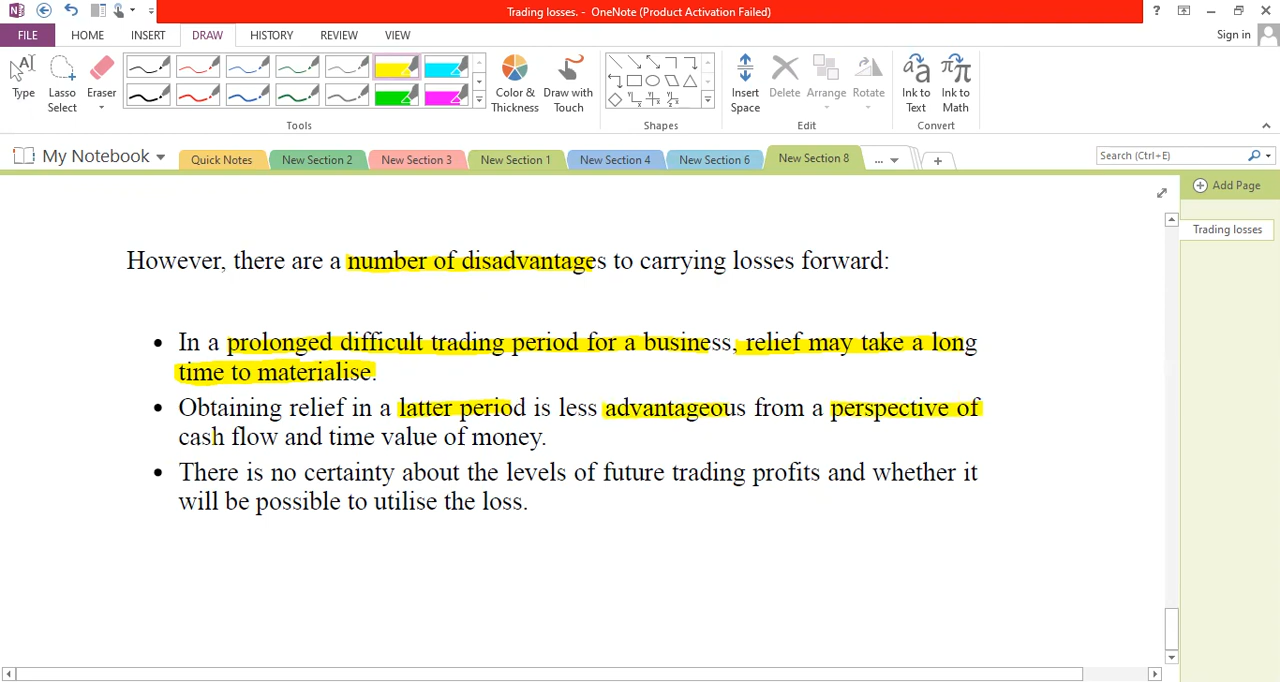 Trading losses. - OneNote (Product Activation Failed)
FILE HOME INSERT DRAW HISTORY REVIEW VIEW
Sign in
Type
Lasso Select
Eraser
Color & Thickness
Draw with Touch
Insert Space
Delete
Arrange
Rotate
Ink to Text
Ink to Math
Tools
Shapes
Edit
Convert
My Notebook
Quick Notes
New Section 2
New Section 3
New Section 1
New Section 4
New Section 6
New Section 8
...
Search (Ctrl+E)
Add Page
Trading losses
However, there are a number of disadvantages to carrying losses forward:
• In a prolonged difficult trading period for a business, relief may take a long
time to materialise.
• Obtaining relief in a latter period is less advantageous from a perspective of
cash flow and time value of money.
• There is no certainty about the levels of future trading profits and whether it
will be possible to utilise the loss.